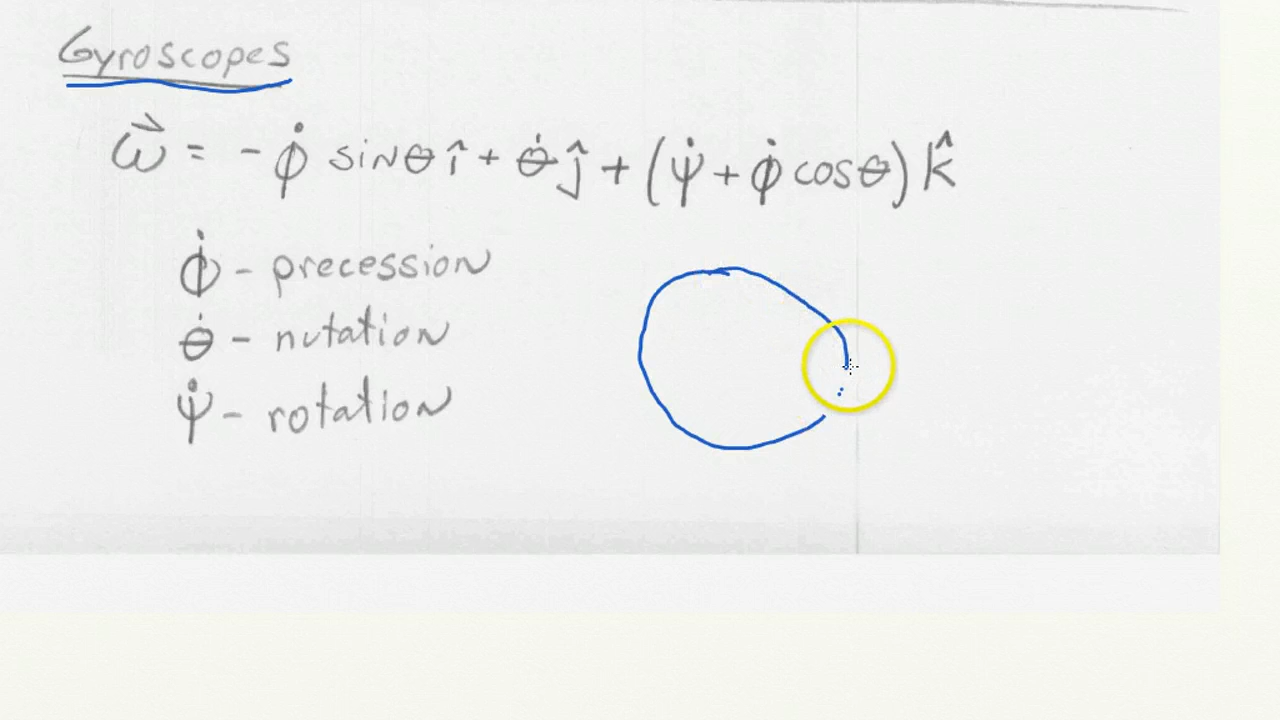 Gyroscopes
ω⃗ = - φ̇ sinθ î + θ̇ ĵ + (ψ̇ + φ̇ cosθ) k̂
φ̇ - precession
θ̇ - nutation
ψ̇ - rotation